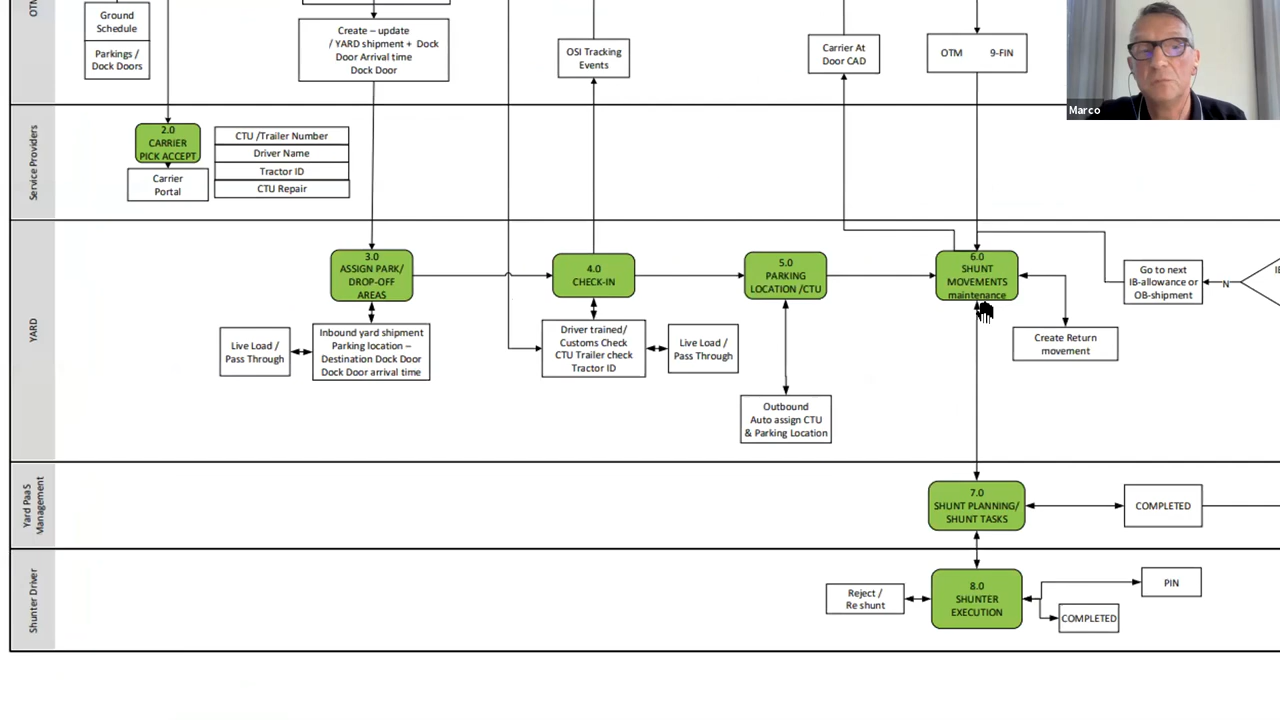 OTM
Ground
Schedule
Parkings /
Dock Doors
Create – update
/ YARD shipment + Dock
Door Arrival time
Dock Door
OSI Tracking
Events
Carrier At
Door CAD
OTM 9-FIN
Marco
Service Providers
2.0
CARRIER
PICK ACCEPT
Carrier
Portal
CTU /Trailer Number
Driver Name
Tractor ID
CTU Repair
YARD
3.0
ASSIGN PARK/
DROP-OFF
AREAS
Live Load /
Pass Through
Inbound yard shipment
Parking location –
Destination Dock Door
Dock Door arrival time
4.0
CHECK-IN
Driver trained/
Customs Check
CTU Trailer check
Tractor ID
Live Load /
Pass Through
5.0
PARKING
LOCATION /CTU
Outbound
Auto assign CTU
& Parking Location
6.0
SHUNT
MOVEMENTS
maintenance
Create Return
movement
Go to next
IB-allowance or
OB-shipment
N
Yard PaaS
Management
7.0
SHUNT PLANNING/
SHUNT TASKS
COMPLETED
Shunter Driver
Reject /
Re shunt
8.0
SHUNTER
EXECUTION
PIN
COMPLETED